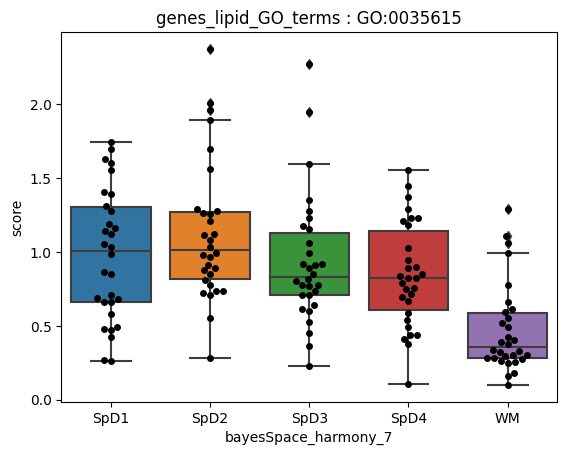 genes_lipid_GO_terms : GO:0035615
score
2.0
1.5
1.0
0.5
0.0
SpD1 SpD2 SpD3 SpD4 WM
bayesSpace_harmony_7